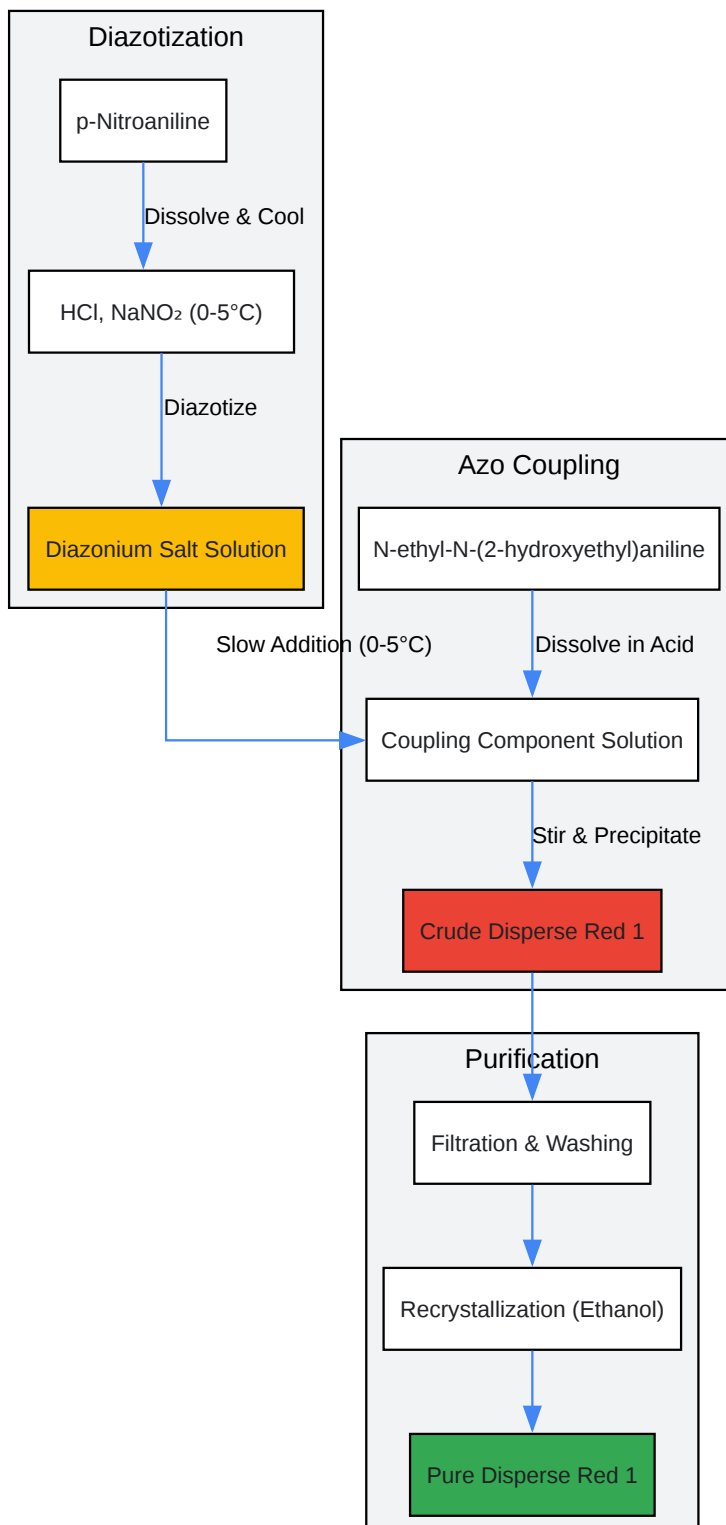 Diazotization
p-Nitroaniline
Dissolve & Cool
HCl, NaNO₂ (0-5°C)
Diazotize
Diazonium Salt Solution
Azo Coupling
N-ethyl-N-(2-hydroxyethyl)aniline
Slow Addition (0-5°C)
Dissolve in Acid
Coupling Component Solution
Stir & Precipitate
Crude Disperse Red 1
Purification
Filtration & Washing
Recrystallization (Ethanol)
Pure Disperse Red 1